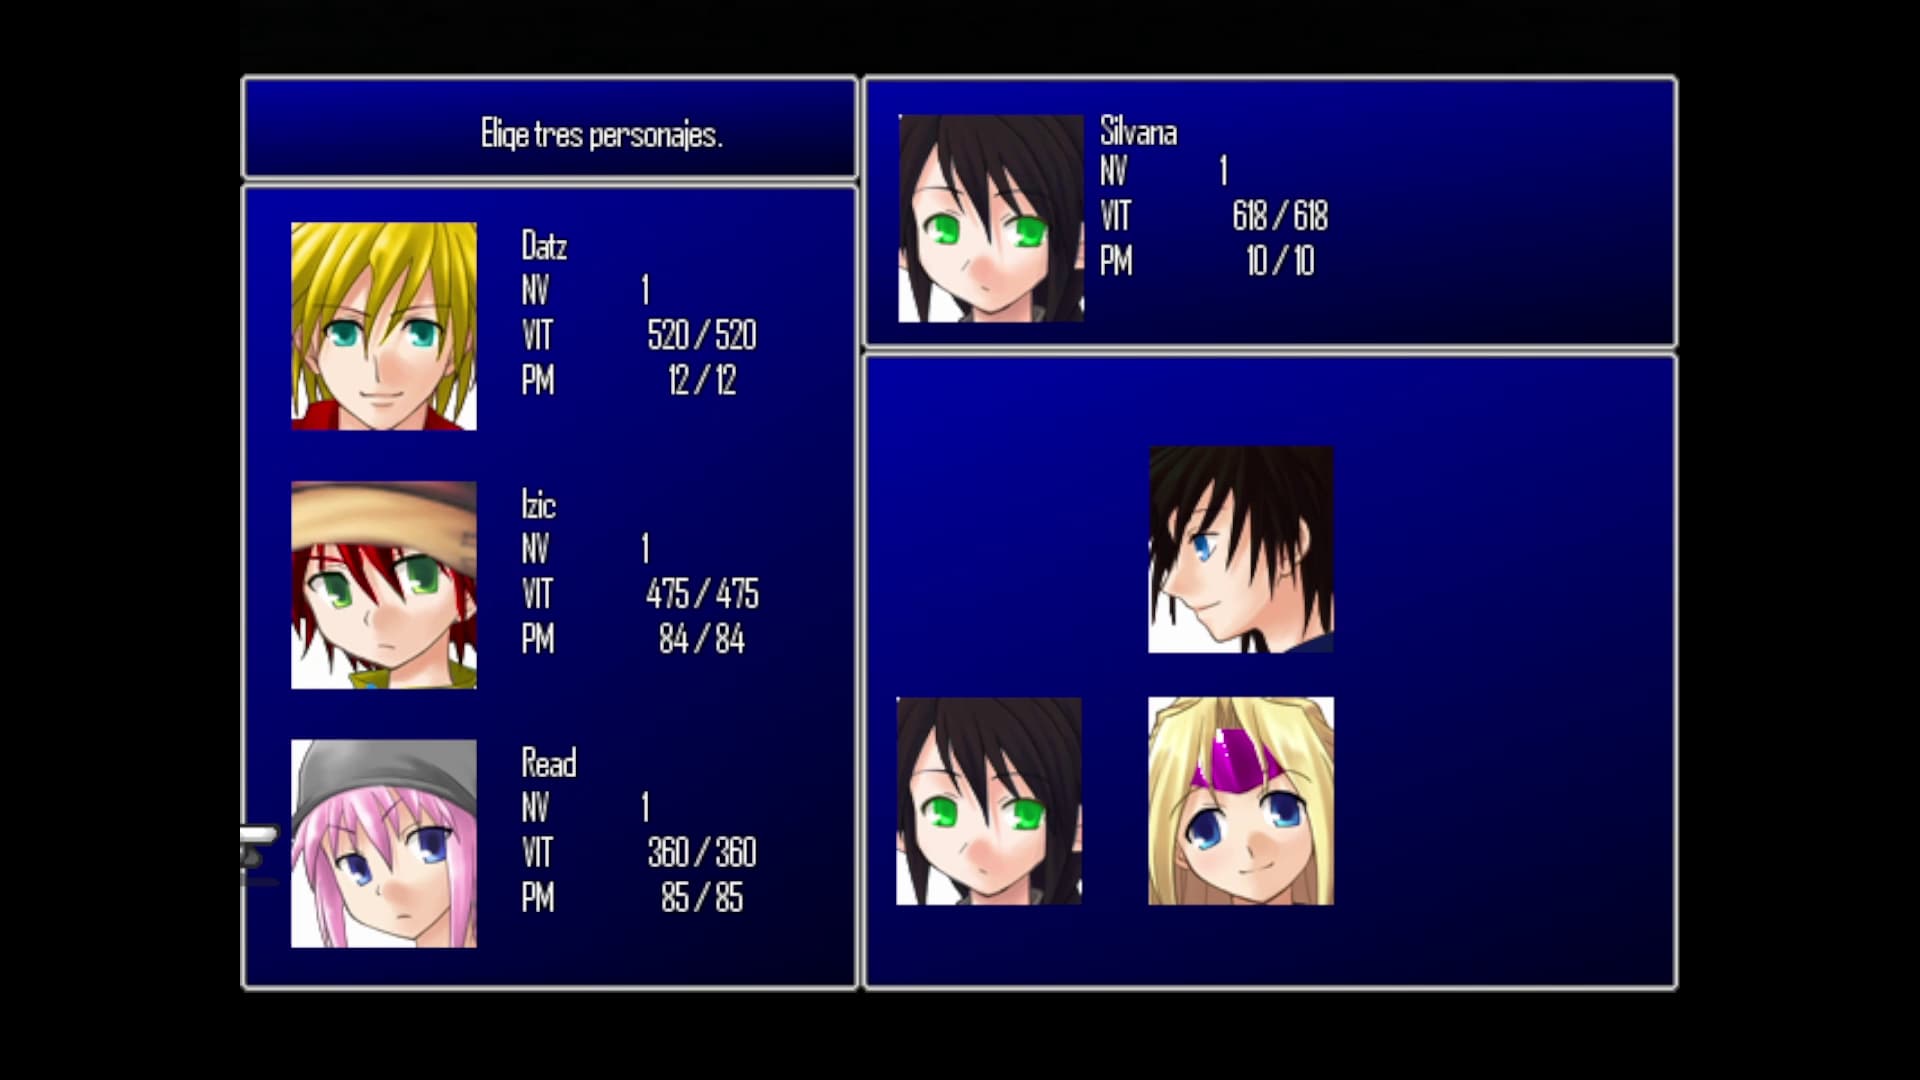 Elige tres personajes.
Datz
NV 1
VIT 520/520
PM 12/12
Izic
NV 1
VIT 475/475
PM 84/84
Read
NV 1
VIT 360/360
PM 85/85
Silvana
NV 1
VIT 618/618
PM 10/10